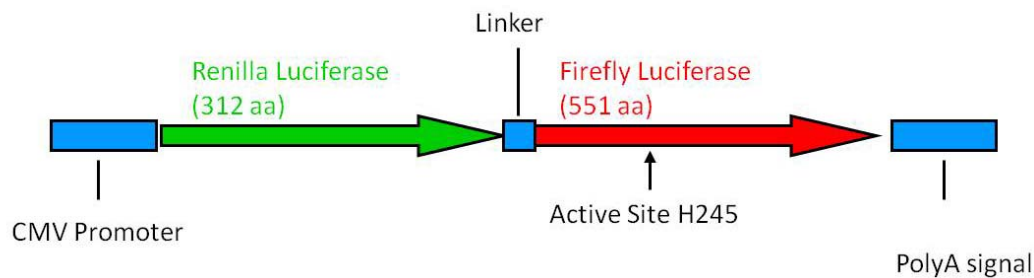 Linker
Renilla Luciferase
(312 aa)
Firefly Luciferase
(551 aa)
Active Site H245
CMV Promoter
PolyA signal